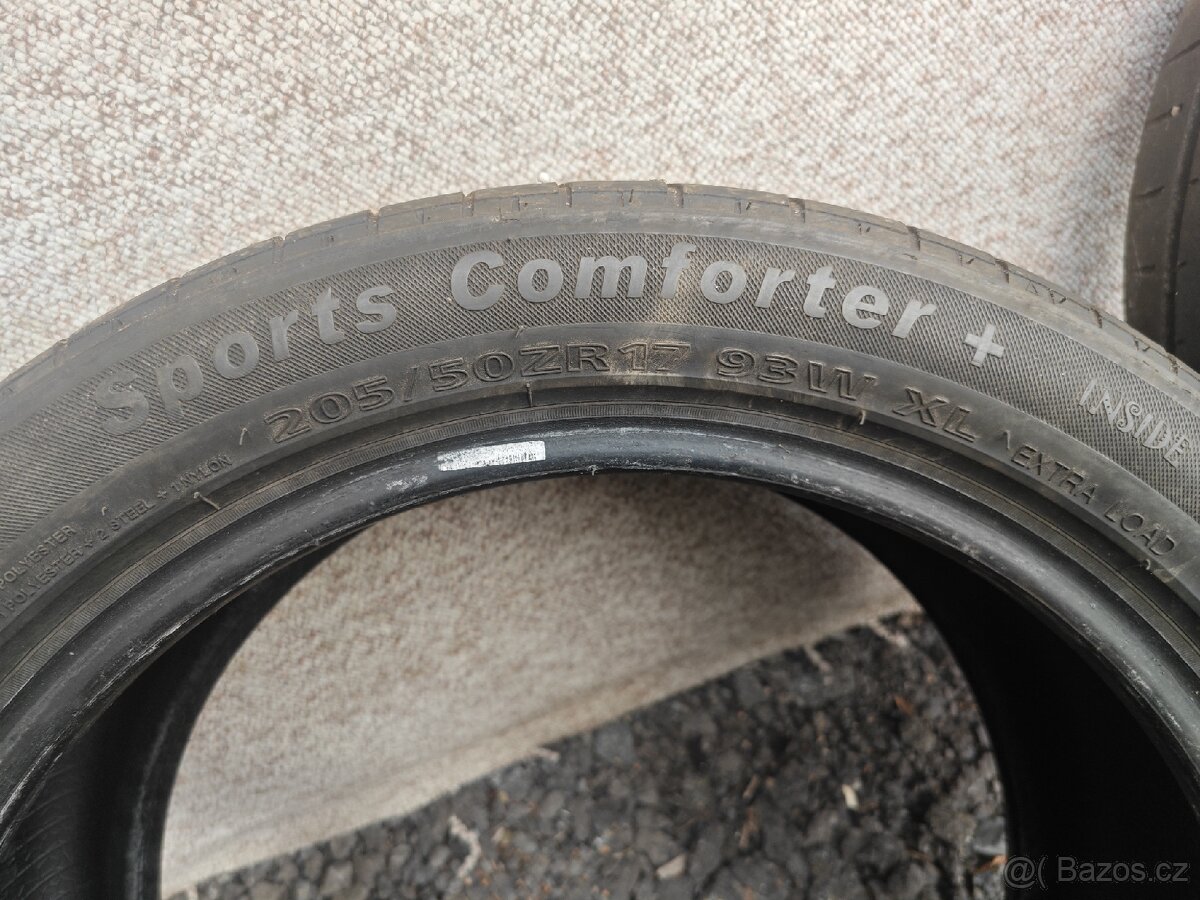 Sports Comforter +
INSIDE
205/50ZR17 93W XL
EXTRA LOAD
POLYESTER
POLYESTER + 2 STEEL + 1 NYLON
@( Bazos.cz